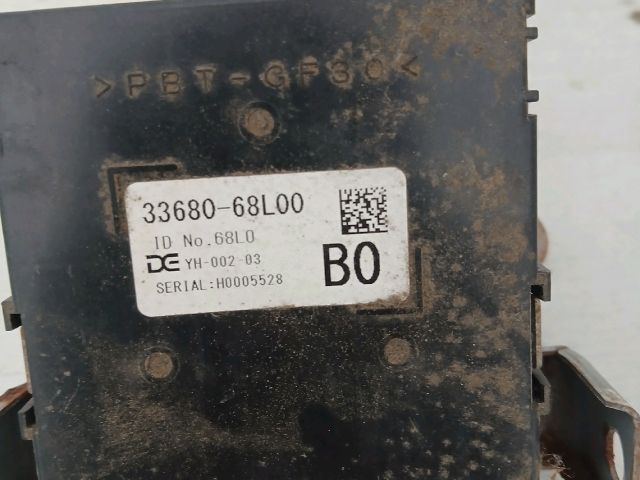 >PBT-GF30<
33680-68L00
ID No.68L0
DE YH-002-03
B0
SERIAL:H0005528